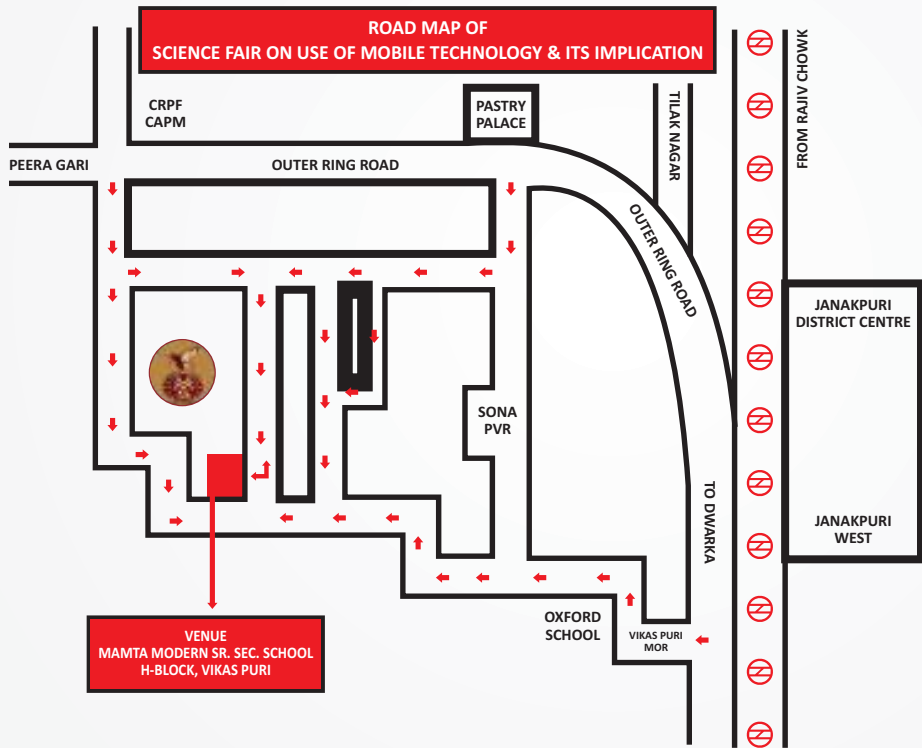 ROAD MAP OF
SCIENCE FAIR ON USE OF MOBILE TECHNOLOGY & ITS IMPLICATION
CRPF
CAPM
PASTRY
PALACE
TILAK NAGAR
FROM RAJIV CHOWK
PEERA GARI
OUTER RING ROAD
OUTER RING ROAD
JANAKPURI
DISTRICT CENTRE
SONA
PVR
TO DWARKA
JANAKPURI
WEST
OXFORD
SCHOOL
VIKAS PURI
MOR
VENUE
MAMTA MODERN SR. SEC. SCHOOL
H-BLOCK, VIKAS PURI